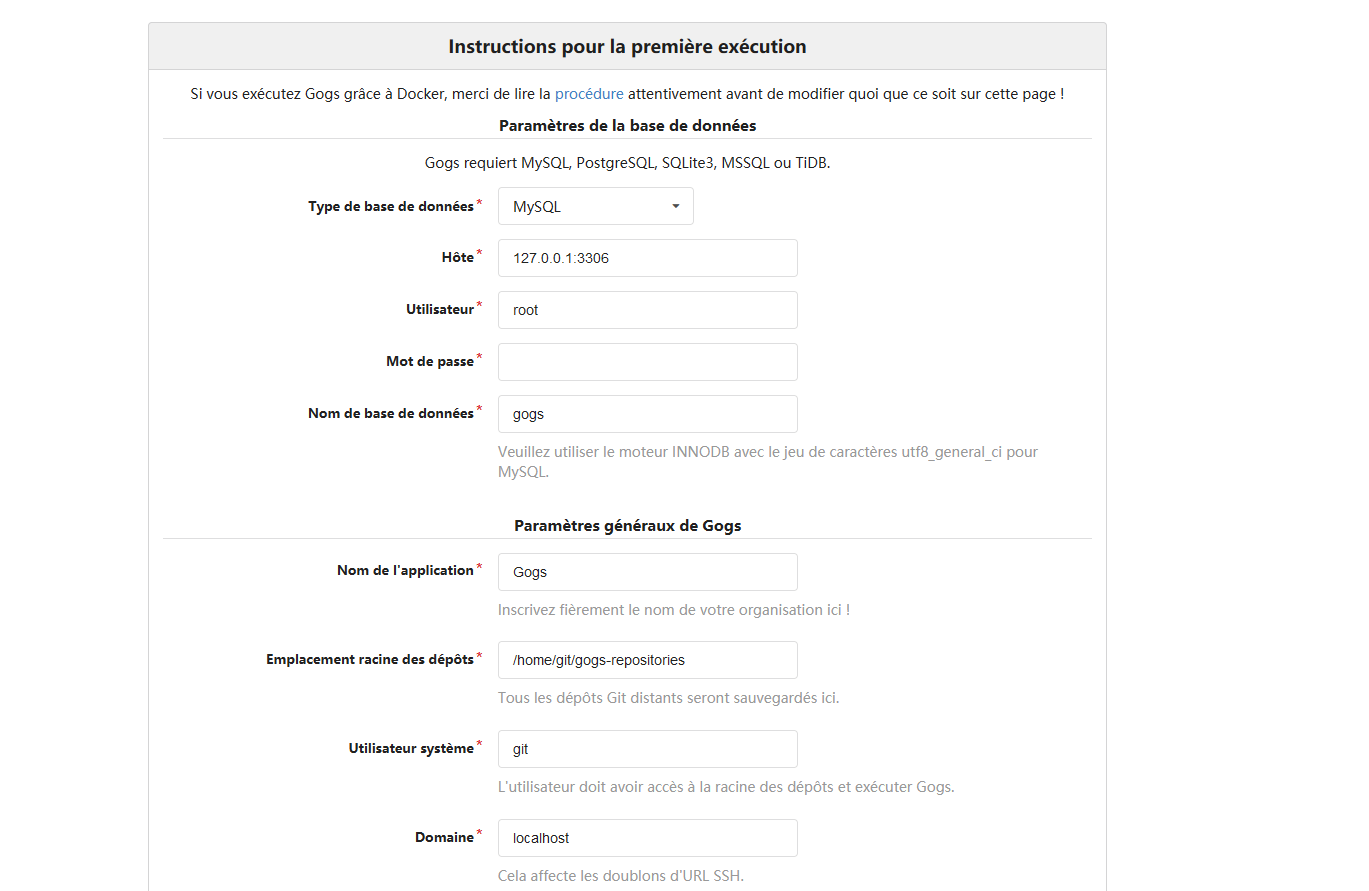 Instructions pour la première exécution
Si vous exécutez Gogs grâce à Docker, merci de lire la procédure attentivement avant de modifier quoi que ce soit sur cette page !
Paramètres de la base de données
Gogs requiert MySQL, PostgreSQL, SQLite3, MSSQL ou TiDB.
Type de base de données* MySQL
Hôte* 127.0.0.1:3306
Utilisateur* root
Mot de passe*
Nom de base de données* gogs
Veuillez utiliser le moteur INNODB avec le jeu de caractères utf8_general_ci pour
MySQL.
Paramètres généraux de Gogs
Nom de l'application* Gogs
Inscrivez fièrement le nom de votre organisation ici !
Emplacement racine des dépôts* /home/git/gogs-repositories
Tous les dépôts Git distants seront sauvegardés ici.
Utilisateur système* git
L'utilisateur doit avoir accès à la racine des dépôts et exécuter Gogs.
Domaine* localhost
Cela affecte les doublons d'URL SSH.